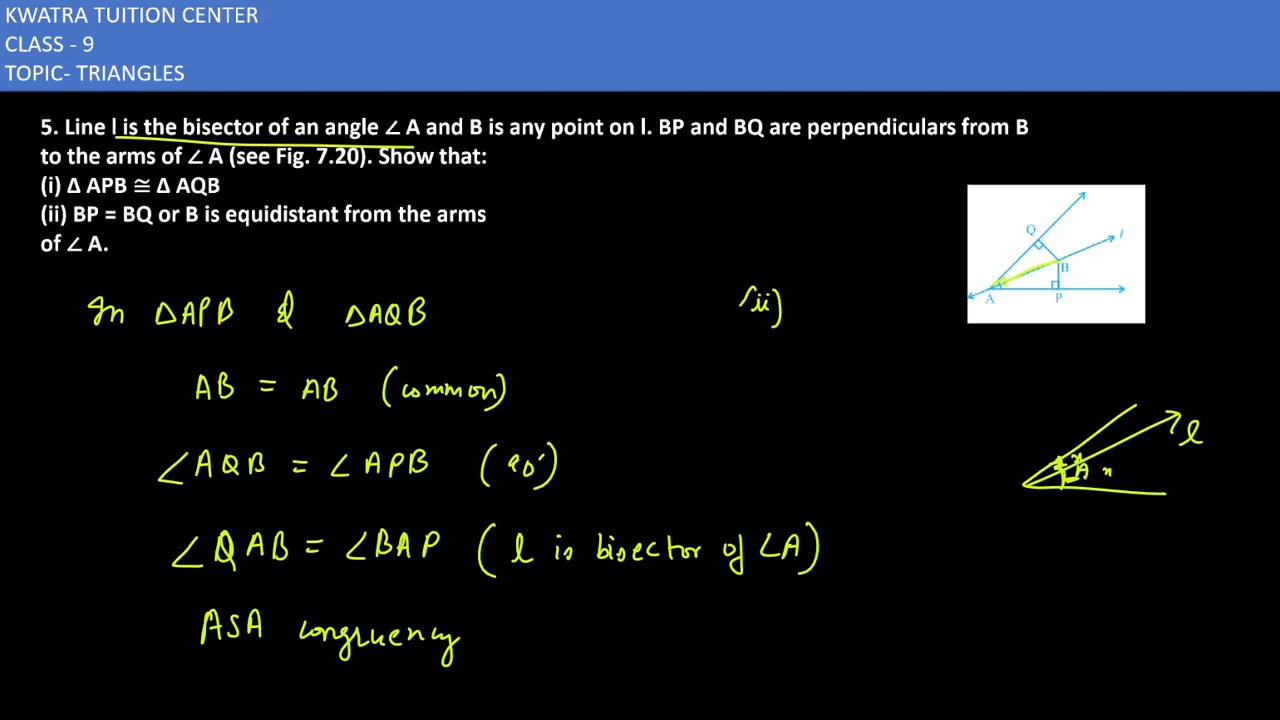 KWATRA TUITION CENTER
CLASS - 9
TOPIC- TRIANGLES
5. Line l is the bisector of an angle ∠ A and B is any point on l. BP and BQ are perpendiculars from B
to the arms of ∠ A (see Fig. 7.20). Show that:
(i) Δ APB ≅ Δ AQB
(ii) BP = BQ or B is equidistant from the arms
of ∠ A.
Q
l
B
A
P
In ΔAPB & ΔAQB
(ii)
AB = AB (common)
∠AQB = ∠APB (90°)
∠QAB = ∠BAP (l is bisector of ∠A)
ASA congruency
l
x
A x